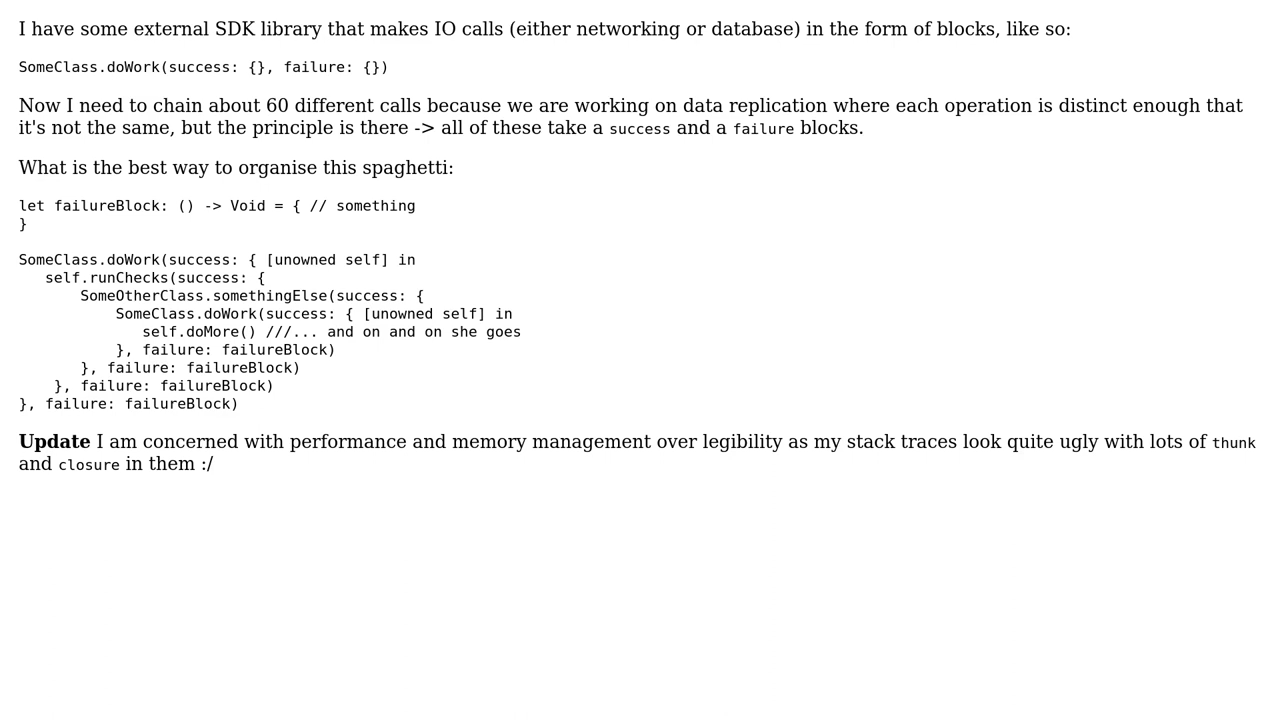 I have some external SDK library that makes IO calls (either networking or database) in the form of blocks, like so:
SomeClass.doWork(success: {}, failure: {})
Now I need to chain about 60 different calls because we are working on data replication where each operation is distinct enough that
it's not the same, but the principle is there -> all of these take a success and a failure blocks.
What is the best way to organise this spaghetti:
let failureBlock: () -> Void = { // something
}
SomeClass.doWork(success: { [unowned self] in
   self.runChecks(success: {
       SomeOtherClass.somethingElse(success: {
           SomeClass.doWork(success: { [unowned self] in
              self.doMore() ///... and on and on she goes
           }, failure: failureBlock)
       }, failure: failureBlock)
    }, failure: failureBlock)
}, failure: failureBlock)
Update I am concerned with performance and memory management over legibility as my stack traces look quite ugly with lots of thunk
and closure in them :/